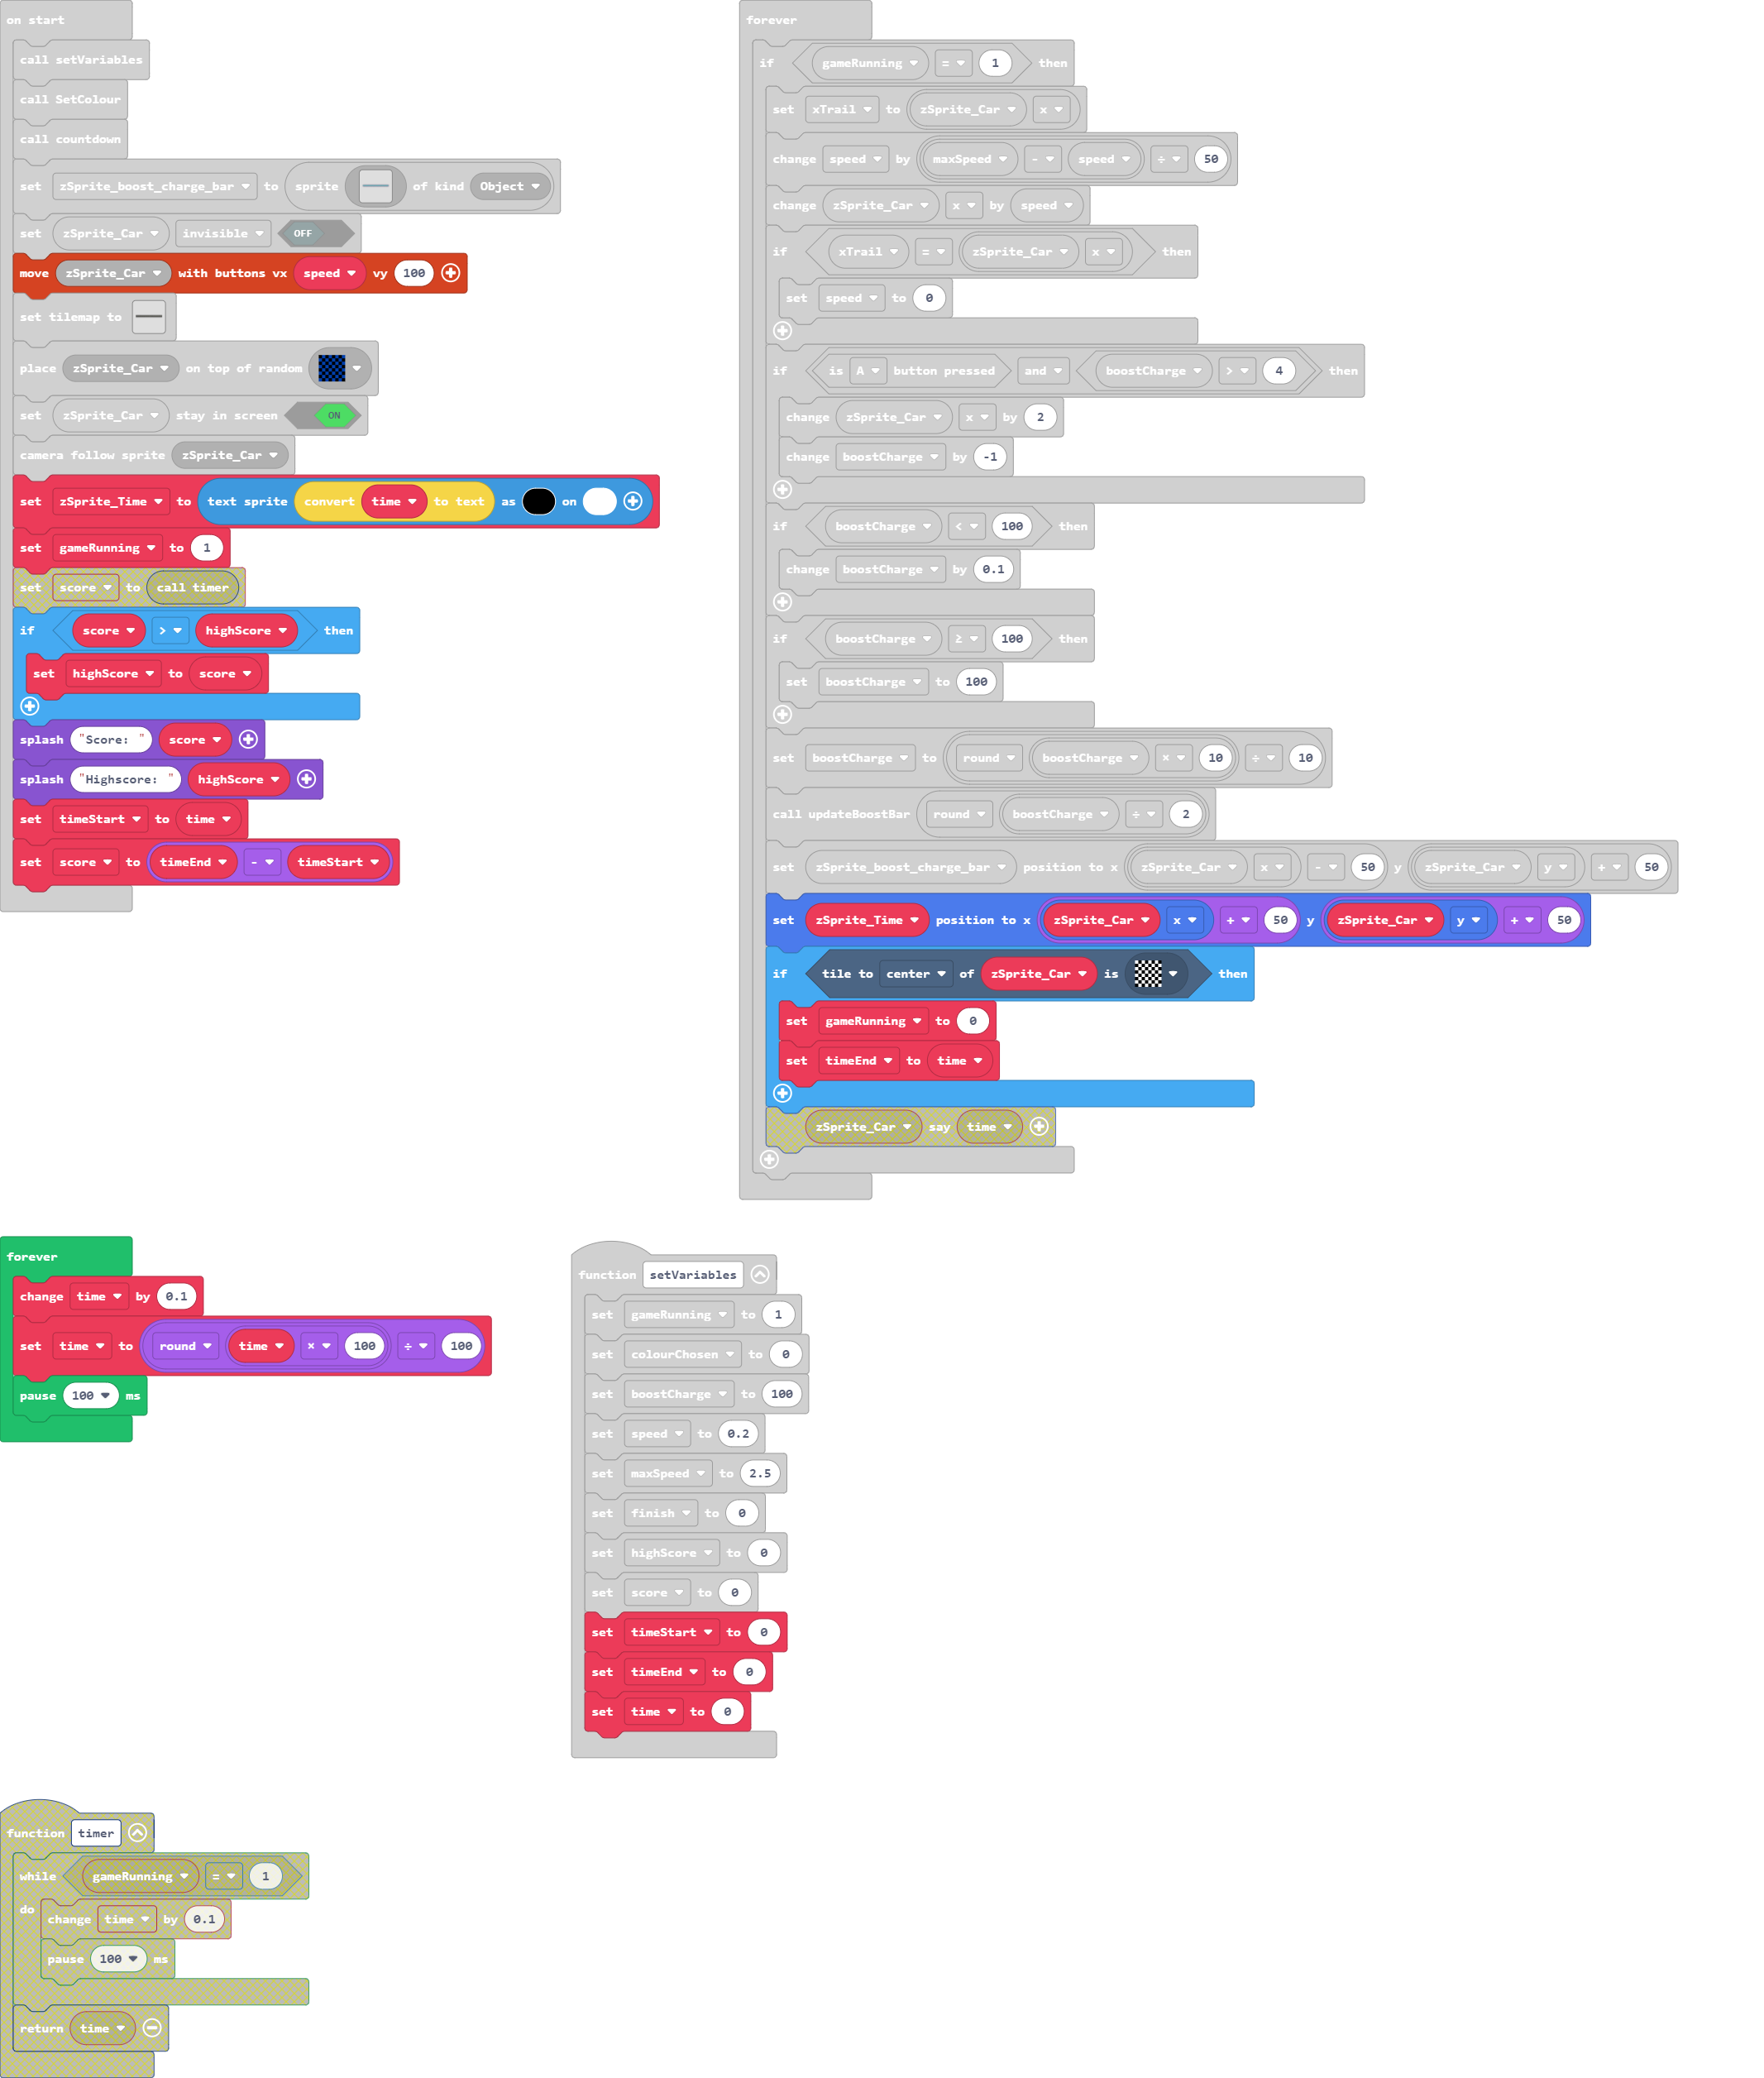 on start
call setVariables
call SetColour
call countdown
set zSprite_boost_charge_bar to sprite of kind Object
set zSprite_Car invisible OFF
move zSprite_Car with buttons vx speed vy 100
set tilemap to
place zSprite_Car on top of random
set zSprite_Car stay in screen ON
camera follow sprite zSprite_Car
set zSprite_Time to text sprite convert time to text as on
set gameRunning to 1
set score to call timer
if score > highScore then
set highScore to score
splash "Score: " score
splash "Highscore: " highScore
set timeStart to time
set score to timeEnd - timeStart
forever
if gameRunning = 1 then
set xTrail to zSprite_Car x
change speed by maxSpeed - speed ÷ 50
change zSprite_Car x by speed
if xTrail = zSprite_Car x then
set speed to 0
if is A button pressed and boostCharge > 4 then
change zSprite_Car x by 2
change boostCharge by -1
if boostCharge < 100 then
change boostCharge by 0.1
if boostCharge ≥ 100 then
set boostCharge to 100
set boostCharge to round boostCharge × 10 ÷ 10
call updateBoostBar round boostCharge ÷ 2
set zSprite_boost_charge_bar position to x zSprite_Car x - 50 y zSprite_Car y + 50
set zSprite_Time position to x zSprite_Car x + 50 y zSprite_Car y + 50
if tile to center of zSprite_Car is then
set gameRunning to 0
set timeEnd to time
zSprite_Car say time
forever
change time by 0.1
set time to round time × 100 ÷ 100
pause 100 ms
function setVariables
set gameRunning to 1
set colourChosen to 0
set boostCharge to 100
set speed to 0.2
set maxSpeed to 2.5
set finish to 0
set highScore to 0
set score to 0
set timeStart to 0
set timeEnd to 0
set time to 0
function timer
while gameRunning = 1
do
change time by 0.1
pause 100 ms
return time